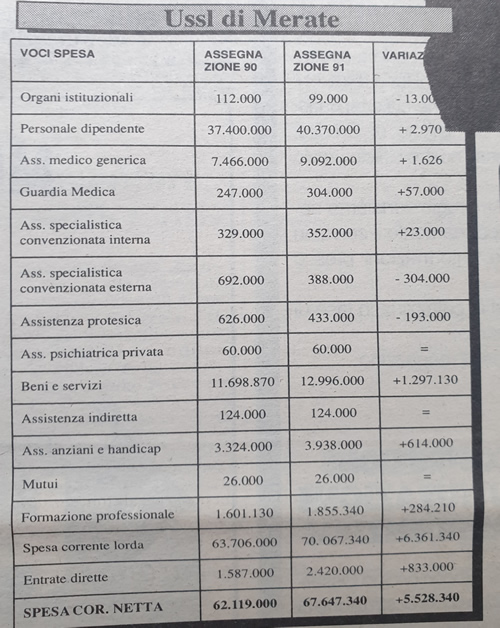 Ussl di Merate
VOCI SPESA ASSEGNA ZIONE 90 ASSEGNA ZIONE 91
Organi istituzionali 112.000 99.000
Personale dipendente 37.400.000 40.370.000 + 2.970
Ass. medico generica 7.466.000 9.092.000 + 1.626
Guardia Medica 247.000 304.000 +57.000
Ass. specialistica
convenzionata interna 329.000 352.000 +23.000
Ass. specialistica
convenzionata esterna 692.000 388.000 - 304.000
Assistenza protesica 626.000 433.000 - 193.000
Ass. psichiatrica privata 60.000 60.000 =
Beni e servizi 11.698.870 12.996.000 +1.297.130
Assistenza indiretta 124.000 124.000 =
Ass. anziani e handicap 3.324.000 3.938.000 +614.000
Mutui 26.000 26.000 =
Formazione professionale 1.601.130 1.855.340 +284.210
Spesa corrente lorda 63.706.000 70. 067.340 +6.361.340
Entrate dirette 1.587.000 2.420.000 +833.000
SPESA COR. NETTA 62.119.000 67.647.340 +5.528.340